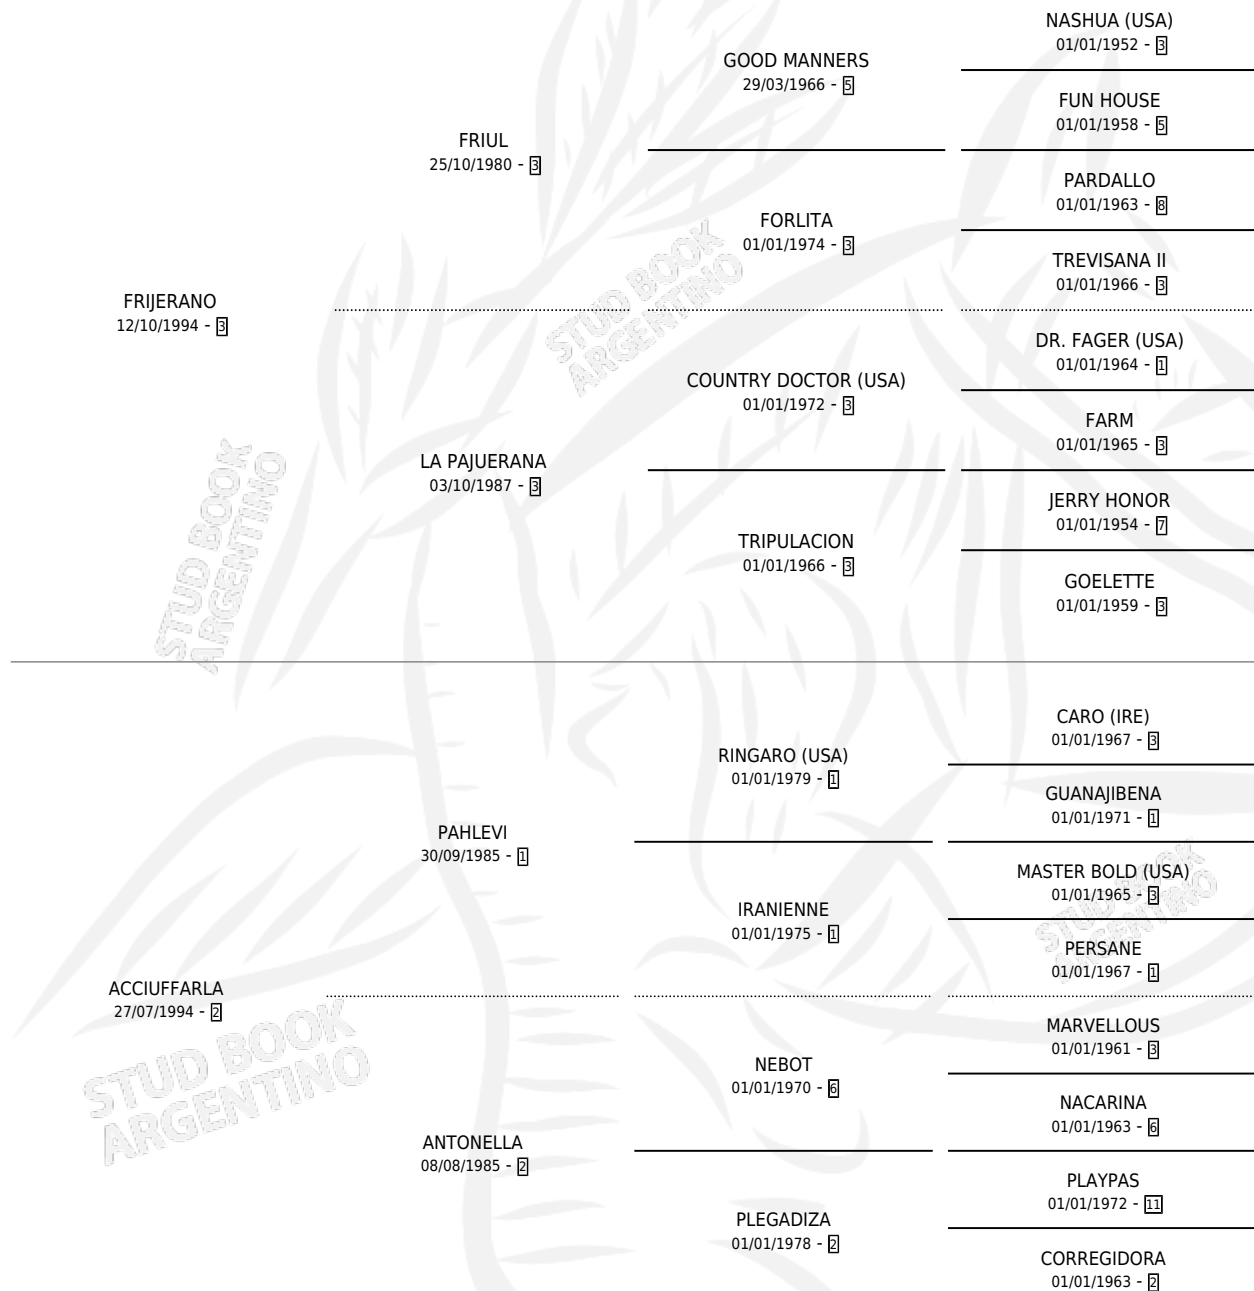 NASHUA (USA)
01/01/1952 - 3
GOOD MANNERS
29/03/1966 - 5
FUN HOUSE
01/01/1958 - 5
FRIUL
25/10/1980 - 3
PARDALLO
01/01/1963 - 8
FORLITA
01/01/1974 - 3
TREVISANA II
01/01/1966 - 3
FRIJERANO
12/10/1994 - 3
STUD BOOK
ARGENTINO
DR. FAGER (USA)
01/01/1964 - 1
COUNTRY DOCTOR (USA)
01/01/1972 - 3
FARM
01/01/1965 - 3
LA PAJUERANA
03/10/1987 - 3
JERRY HONOR
01/01/1954 - 7
TRIPULACION
01/01/1966 - 3
GOELETTE
01/01/1959 - 3
STUD BOOK
ARGENTINO
CARO (IRE)
01/01/1967 - 3
RINGARO (USA)
01/01/1979 - 1
GUANAJIBENA
01/01/1971 - 1
PAHLEVI
30/09/1985 - 1
MASTER BOLD (USA)
01/01/1965 - 3
IRANIENNE
01/01/1975 - 1
PERSANE
01/01/1967 - 1
STUD BOOK
ARGENTINO
ACCIUFFARLA
27/07/1994 - 2
MARVELLOUS
01/01/1961 - 3
NEBOT
01/01/1970 - 6
NACARINA
01/01/1963 - 6
STUD BOOK
ARGENTINO
ANTONELLA
08/08/1985 - 2
PLAYPAS
01/01/1972 - 11
PLEGADIZA
01/01/1978 - 2
CORREGIDORA
01/01/1963 - 2